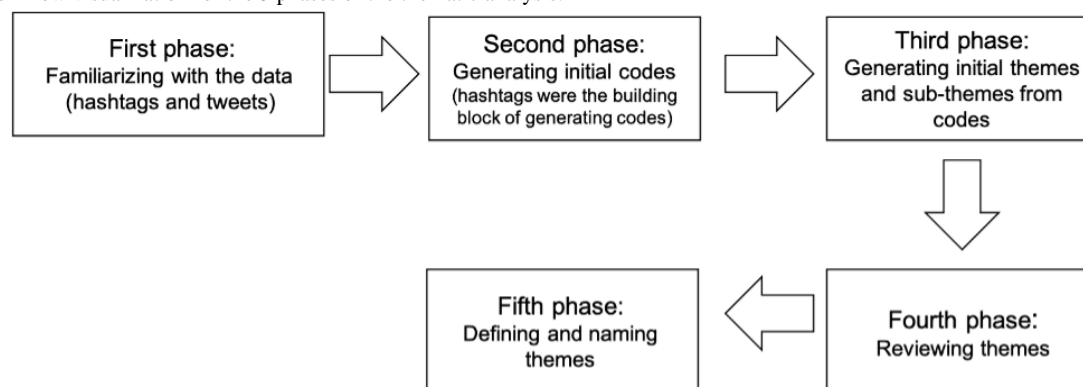 First phase:
Familiarizing with the data
(hashtags and tweets)
Second phase:
Generating initial codes
(hashtags were the building
block of generating codes)
Third phase:
Generating initial themes
and sub-themes from
codes
Fourth phase:
Reviewing themes
Fifth phase:
Defining and naming
themes